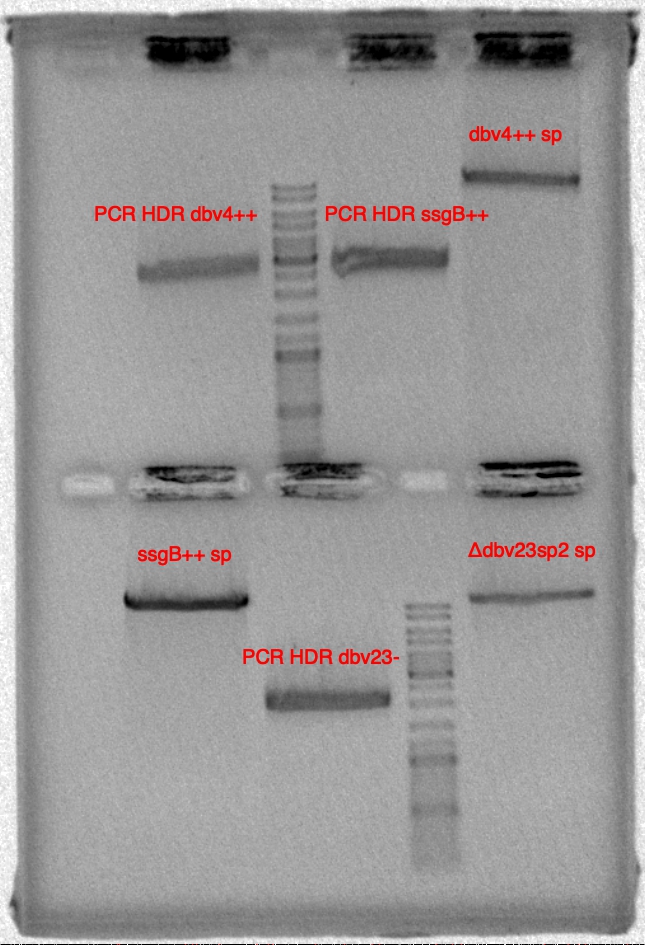 dbv4++ sp
PCR HDR dbv4++
PCR HDR ssgB++
ssgB++ sp
Δdbv23sp2 sp
PCR HDR dbv23-